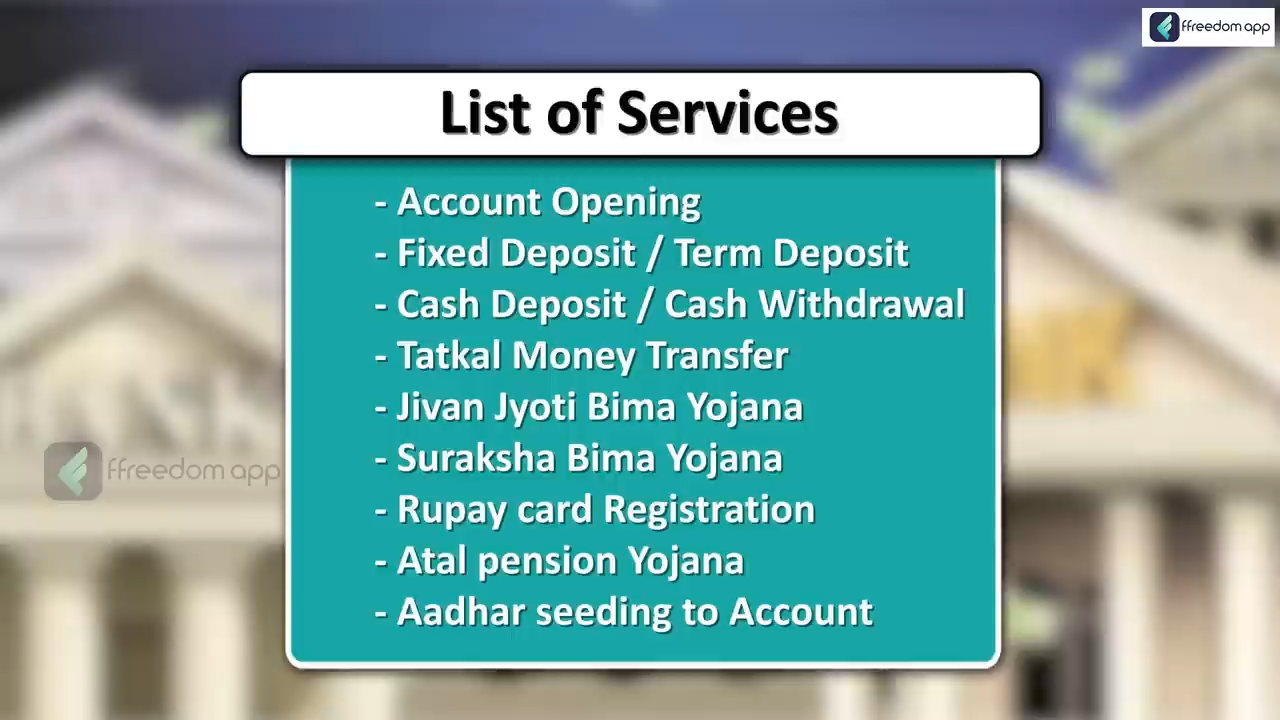 ffreedom app
List of Services
- Account Opening
- Fixed Deposit / Term Deposit
- Cash Deposit / Cash Withdrawal
- Tatkal Money Transfer
- Jivan Jyoti Bima Yojana
- Suraksha Bima Yojana
- Rupay card Registration
- Atal pension Yojana
- Aadhar seeding to Account
ffreedom app